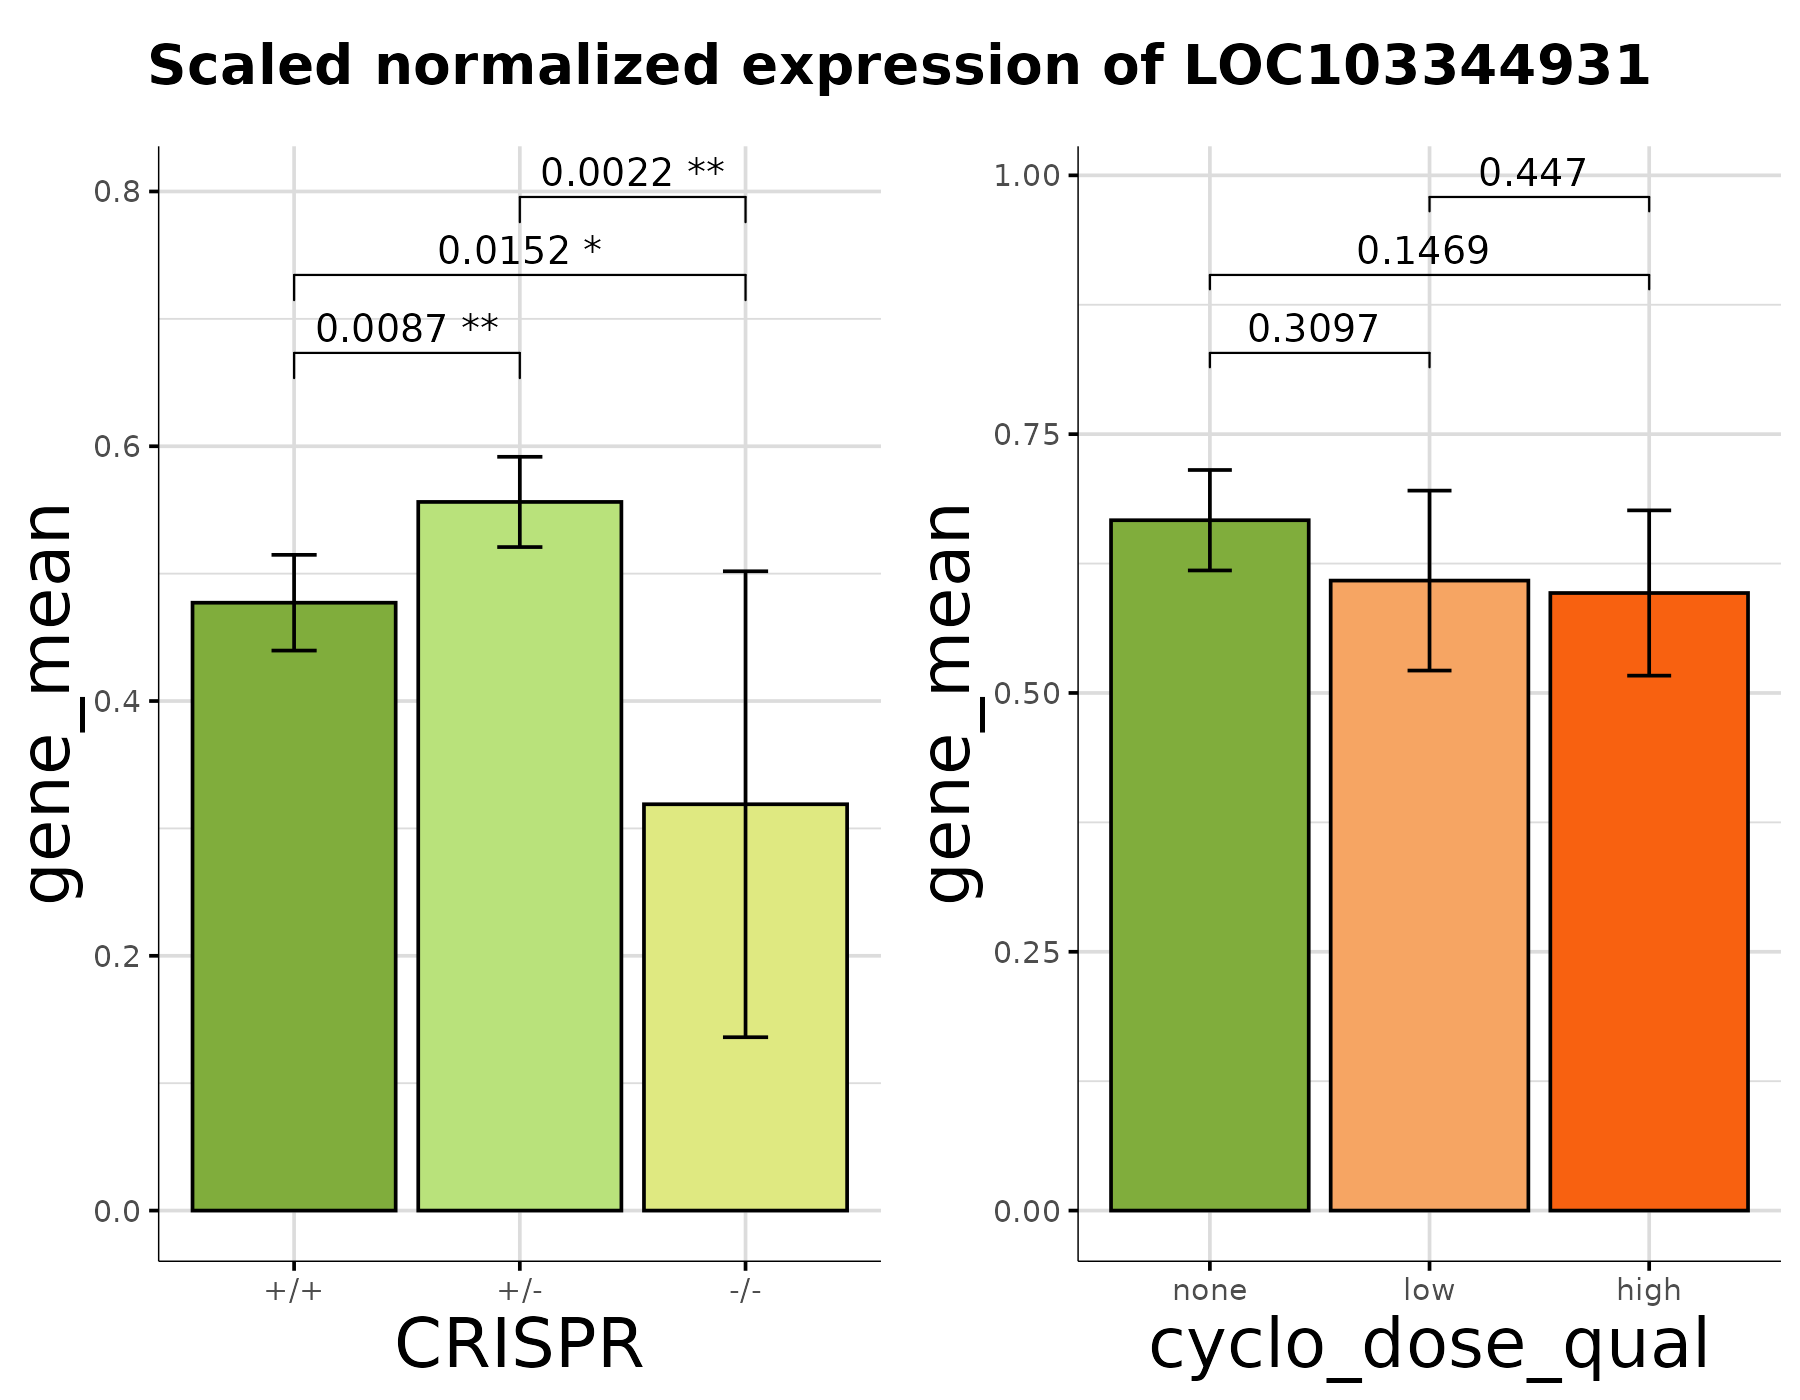 Scaled normalized expression of LOC103344931
gene_mean
0.8
0.6
0.4
0.2
0.0
0.0022 **
0.0152 *
0.0087 **
+/+
+/-
-/-
CRISPR
gene_mean
1.00
0.75
0.50
0.25
0.00
0.447
0.1469
0.3097
none
low
high
cyclo_dose_qual